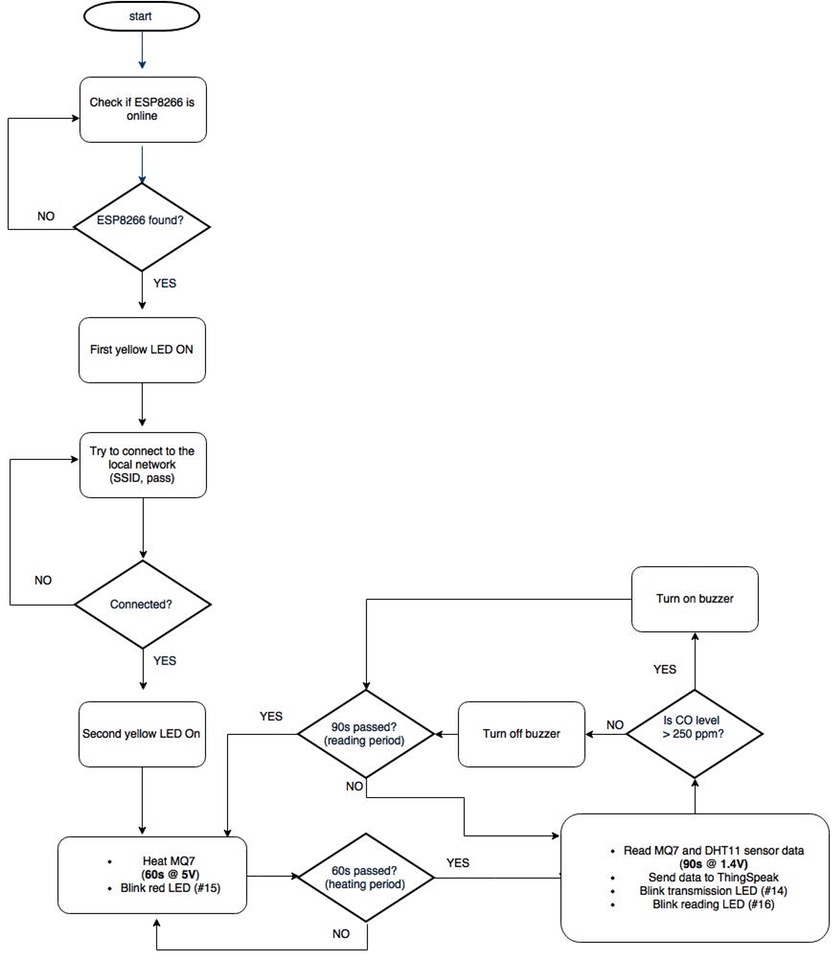 start
Check if ESP8266 is
online
NO
ESP8266 found?
YES
First yellow LED ON
Try to connect to the
local network
(SSID, pass)
NO
Connected?
YES
Second yellow LED On
Turn on buzzer
YES
Is CO level
> 250 ppm?
NO
Turn off buzzer
90s passed?
(reading period)
YES
NO
• Heat MQ7
(60s @ 5V)
• Blink red LED (#15)
60s passed?
(heating period)
YES
NO
• Read MQ7 and DHT11 sensor data
(90s @ 1.4V)
• Send data to ThingSpeak
• Blink transmission LED (#14)
• Blink reading LED (#16)